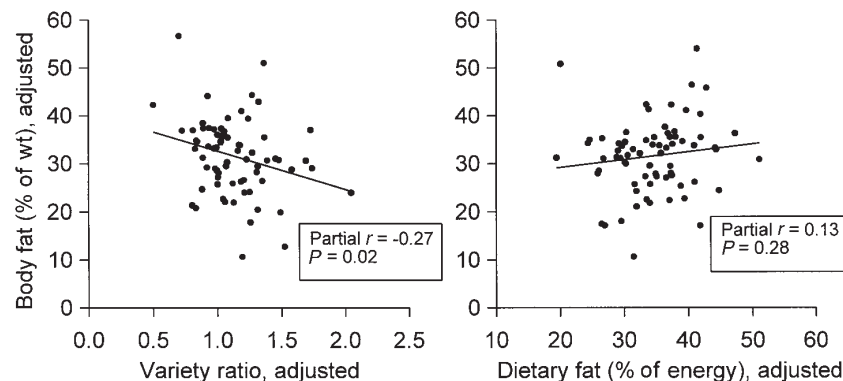 Body fat (% of wt), adjusted
60
50
40
30
20
10
0
0.0 0.5 1.0 1.5 2.0 2.5
Variety ratio, adjusted
Partial r = -0.27
P = 0.02
60
50
40
30
20
10
0
10 20 30 40 50 60
Dietary fat (% of energy), adjusted
Partial r = 0.13
P = 0.28